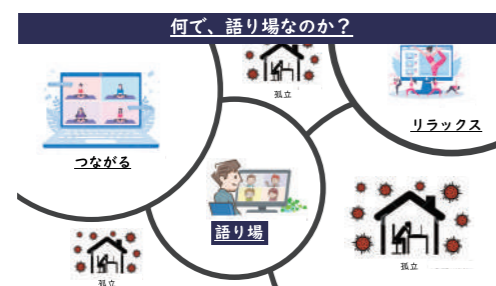 何で、語り場なのか？
孤立
リラックス
つながる
語り場
孤立
孤立